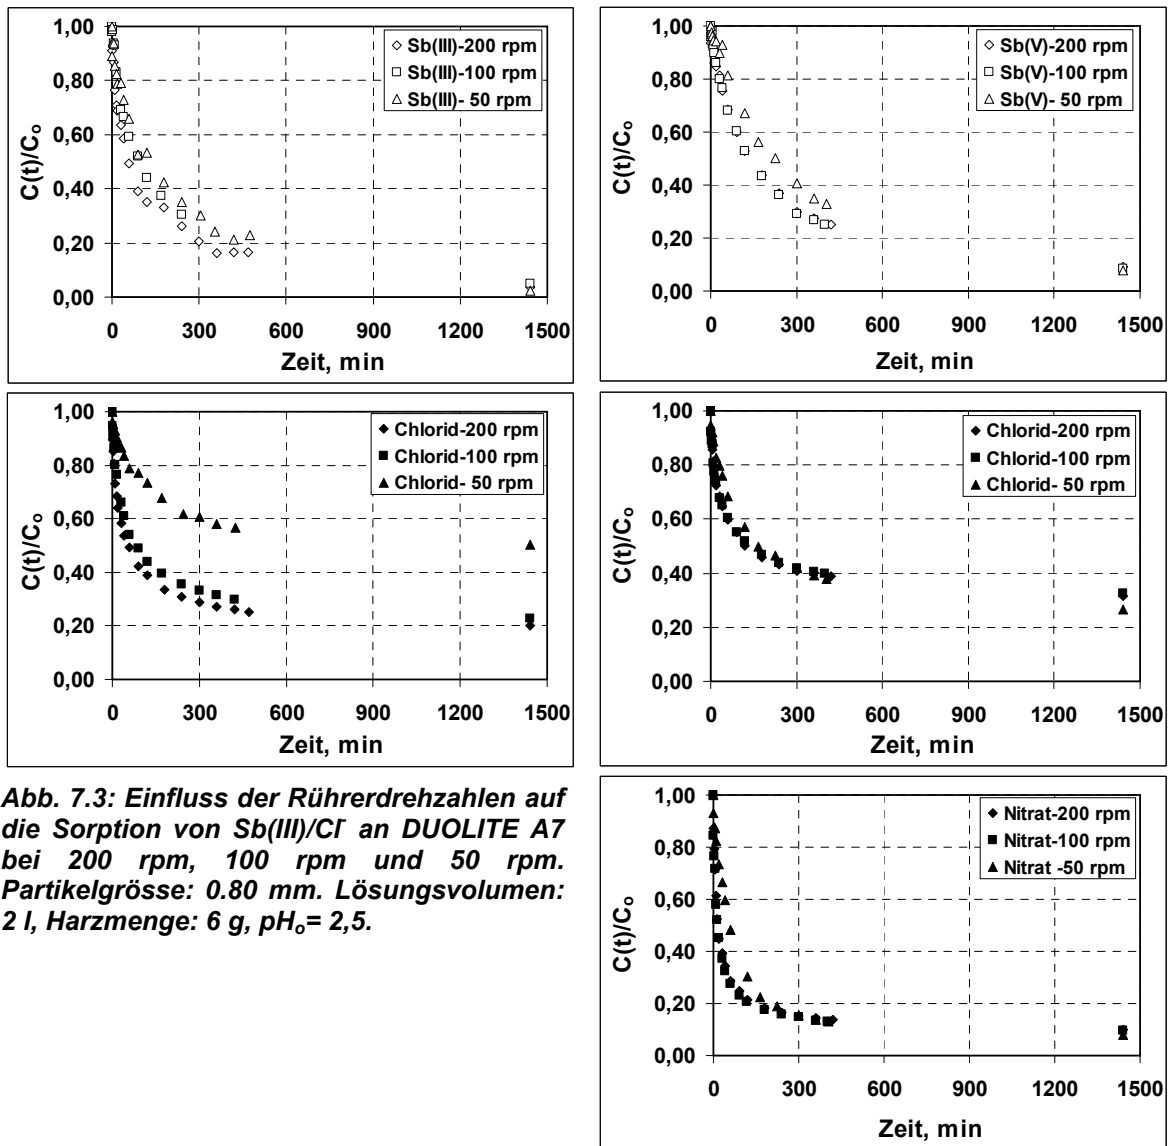 1,00
0,80
0,60
0,40
0,20
0,00
C(t)/Co
Sb(III)-200 rpm
Sb(III)-100 rpm
Sb(III)- 50 rpm
0 300 600 900 1200 1500
Zeit, min
1,00
0,80
0,60
0,40
0,20
0,00
C(t)/Co
Sb(V)-200 rpm
Sb(V)-100 rpm
Sb(V)- 50 rpm
0 300 600 900 1200 1500
Zeit, min
1,00
0,80
0,60
0,40
0,20
0,00
C(t)/Co
Chlorid-200 rpm
Chlorid-100 rpm
Chlorid- 50 rpm
0 300 600 900 1200 1500
Zeit, min
1,00
0,80
0,60
0,40
0,20
0,00
C(t)/Co
Chlorid-200 rpm
Chlorid-100 rpm
Chlorid- 50 rpm
0 300 600 900 1200 1500
Zeit, min
Abb. 7.3: Einfluss der Rührerdrehzahlen auf
die Sorption von Sb(III)/Cl⁻ an DUOLITE A7
bei 200 rpm, 100 rpm und 50 rpm.
Partikelgrösse: 0.80 mm. Lösungsvolumen:
2 l, Harzmenge: 6 g, pHo= 2,5.
1,00
0,80
0,60
0,40
0,20
0,00
C(t)/Co
Nitrat-200 rpm
Nitrat-100 rpm
Nitrat -50 rpm
0 300 600 900 1200 1500
Zeit, min